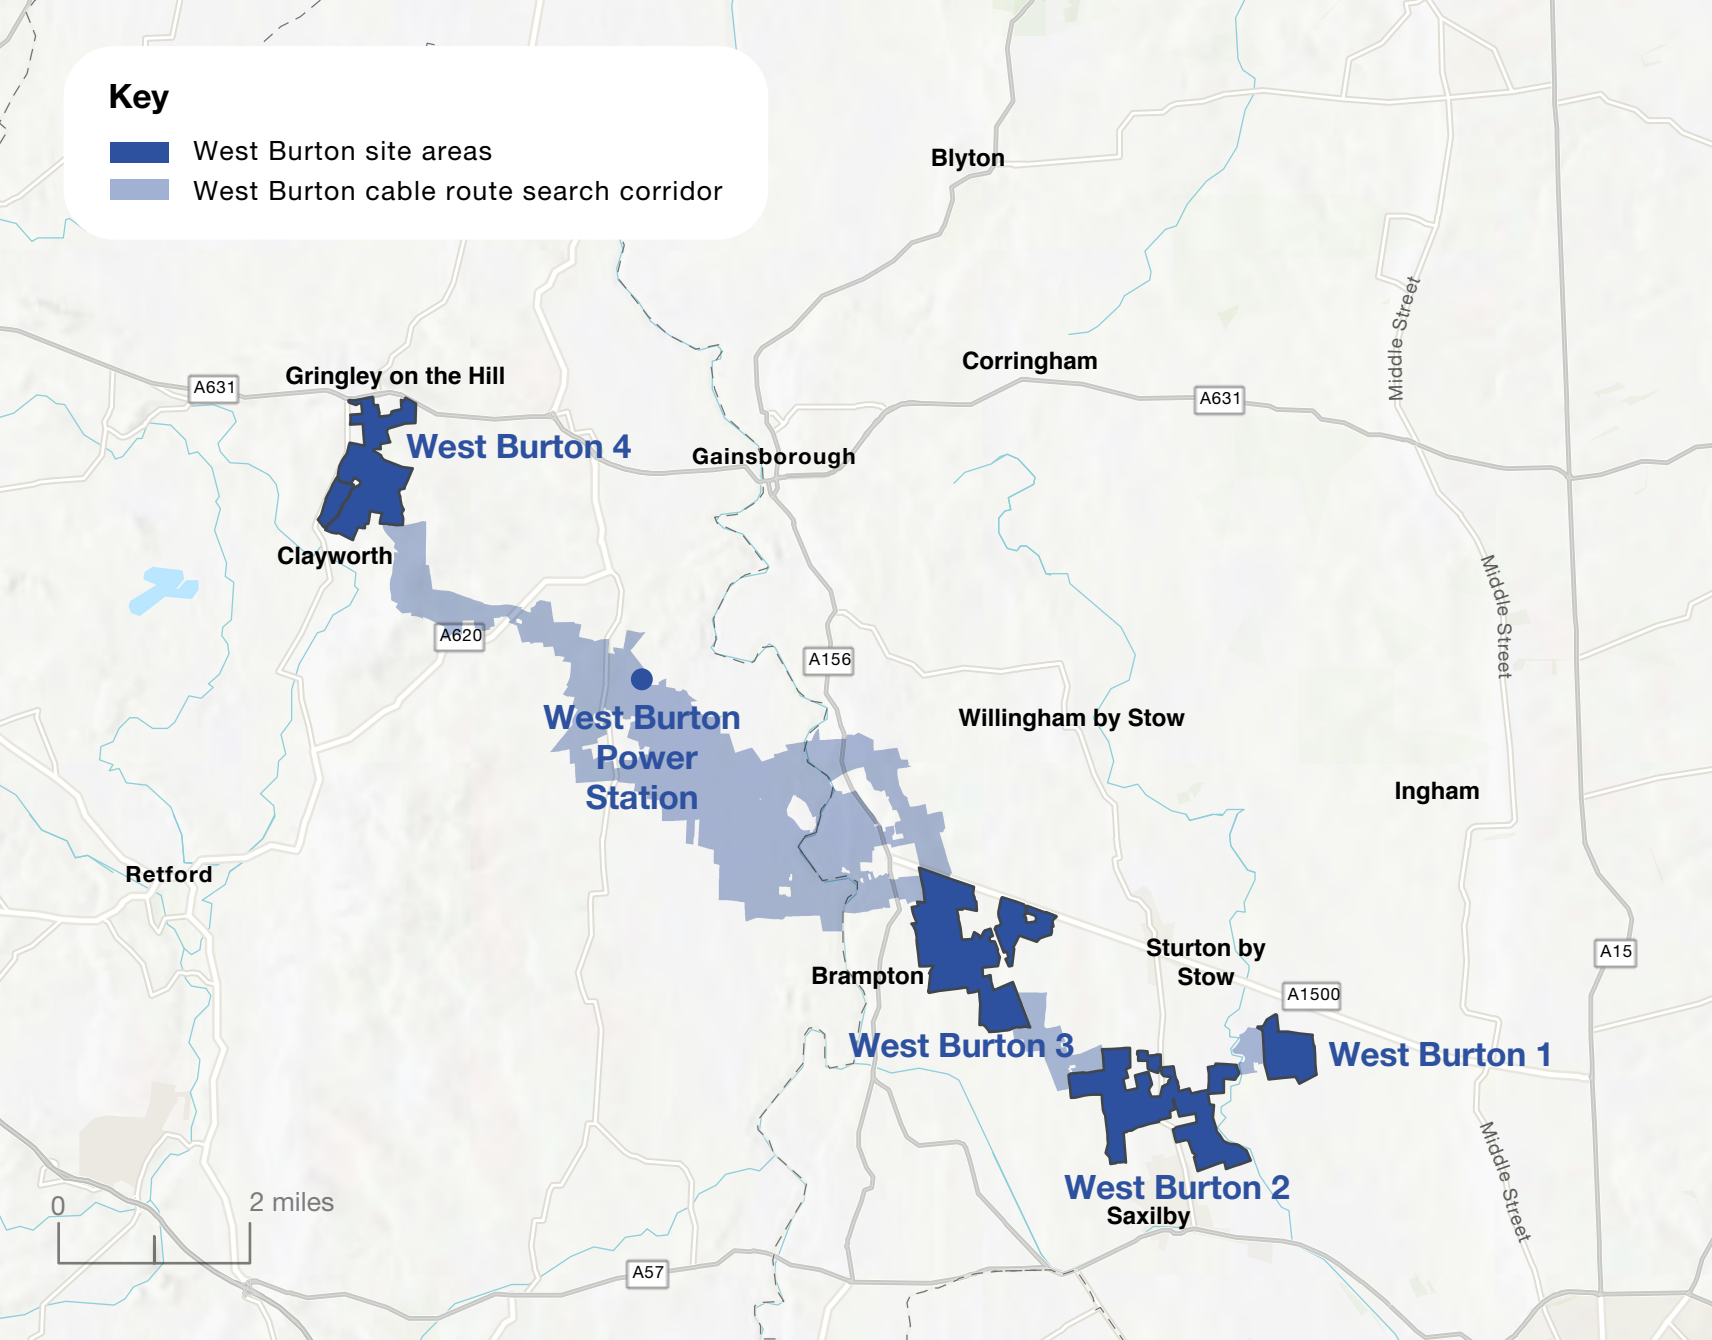 Key
West Burton site areas
West Burton cable route search corridor
Blyton
Middle Street
Corringham
Gringley on the Hill
A631
A631
West Burton 4
Gainsborough
Clayworth
Middle Street
A620
A156
West Burton
Power
Station
Willingham by Stow
Ingham
Retford
Sturton by
Stow
A15
Brampton
A1500
West Burton 3
West Burton 1
Middle Street
West Burton 2
Saxilby
0
2 miles
A57